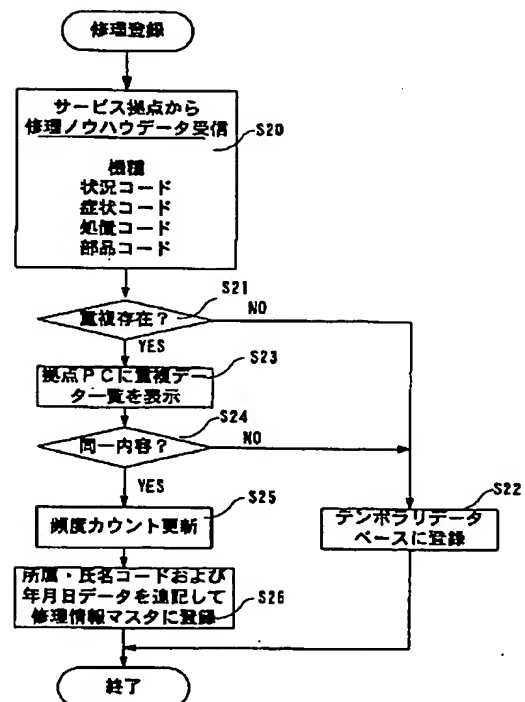 修理登録
サービス拠点から
修理ノウハウデータ受信
S20
機種
状況コード
症状コード
処置コード
部品コード
S21
重複存在？
NO
YES
S23
拠点PCに重複デー
タ一覧を表示
S24
同一内容？
NO
YES
S25
頻度カウント更新
S22
テンポラリデータ
ベースに登録
所属・氏名コードおよび
年月日データを追記して
修理情報マスタに登録
S26
終了